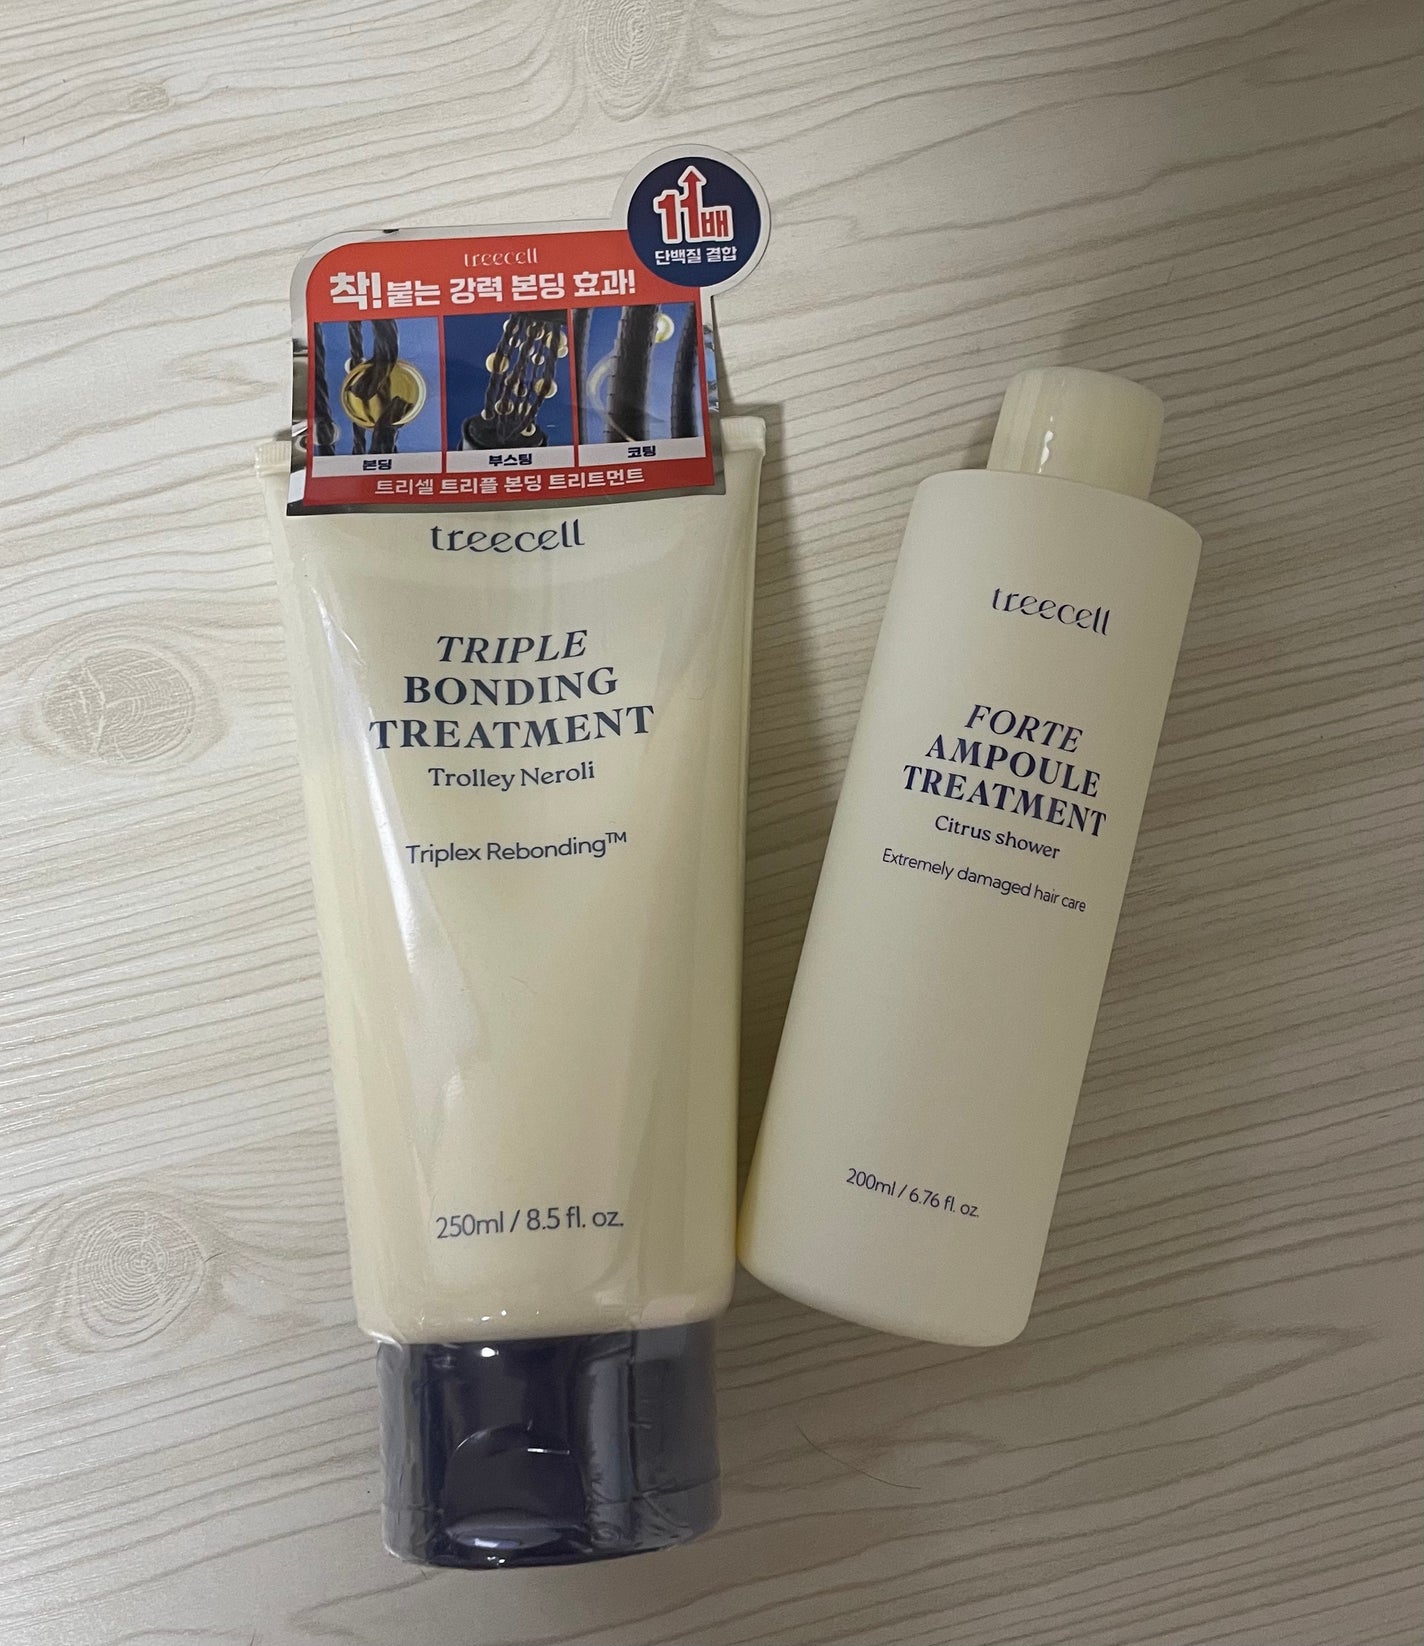 11배
단백질 결합
treecell
착! 붙는 강력 본딩 효과!
본딩
부스팅
코팅
트리셀 트리플 본딩 트리트먼트
treecell
TRIPLE
BONDING
TREATMENT
Trolley Neroli
Triplex Rebonding™
250ml / 8.5 fl. oz.
treecell
FORTE
AMPOULE
TREATMENT
Citrus shower
Extremely damaged hair care
200ml / 6.76 fl. oz.